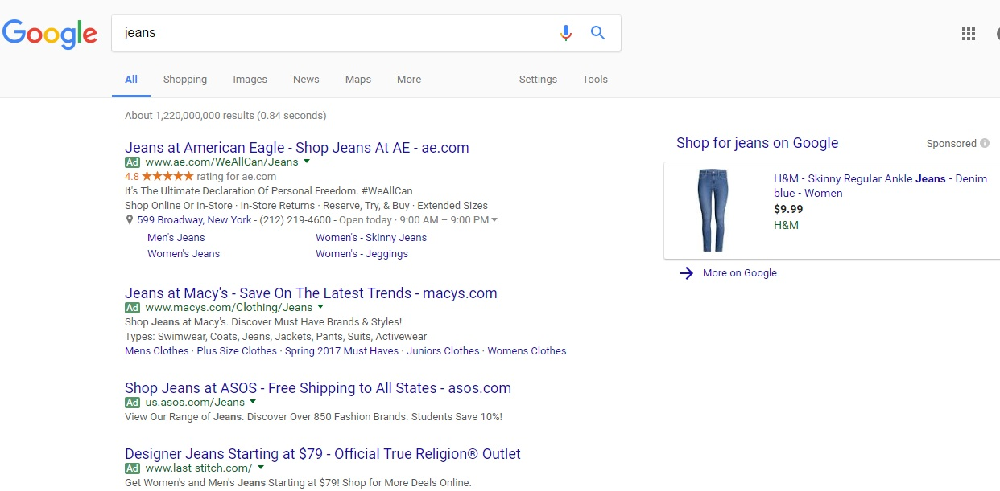 Google
jeans
All Shopping Images News Maps More Settings Tools
About 1,220,000,000 results (0.84 seconds)
Jeans at American Eagle - Shop Jeans At AE - ae.com
Ad www.ae.com/WeAllCan/Jeans
4.8 ★★★★★ rating for ae.com
It's The Ultimate Declaration Of Personal Freedom. #WeAllCan
Shop Online Or In-Store · In-Store Returns · Reserve, Try, & Buy · Extended Sizes
599 Broadway, New York - (212) 219-4600 - Open today · 9:00 AM – 9:00 PM
Men's Jeans Women's - Skinny Jeans
Women's Jeans Women's - Jeggings
Jeans at Macy's - Save On The Latest Trends - macys.com
Ad www.macys.com/Clothing/Jeans
Shop Jeans at Macy's. Discover Must Have Brands & Styles!
Types: Swimwear, Coats, Jeans, Jackets, Pants, Suits, Activewear
Mens Clothes · Plus Size Clothes · Spring 2017 Must Haves · Juniors Clothes · Womens Clothes
Shop Jeans at ASOS - Free Shipping to All States - asos.com
Ad us.asos.com/Jeans
View Our Range of Jeans. Discover Over 850 Fashion Brands. Students Save 10%!
Designer Jeans Starting at $79 - Official True Religion® Outlet
Ad www.last-stitch.com/
Get Women's and Men's Jeans Starting at $79! Shop for More Deals Online.
Shop for jeans on Google Sponsored
H&M - Skinny Regular Ankle Jeans - Denim
blue - Women
$9.99
H&M
More on Google